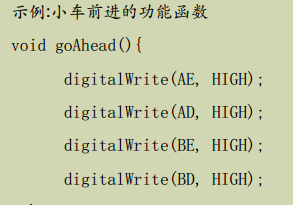 示例:小车前进的功能函数
void goAhead(){
digitalWrite(AE, HIGH);
digitalWrite(AD, HIGH);
digitalWrite(BE, HIGH);
digitalWrite(BD, HIGH);